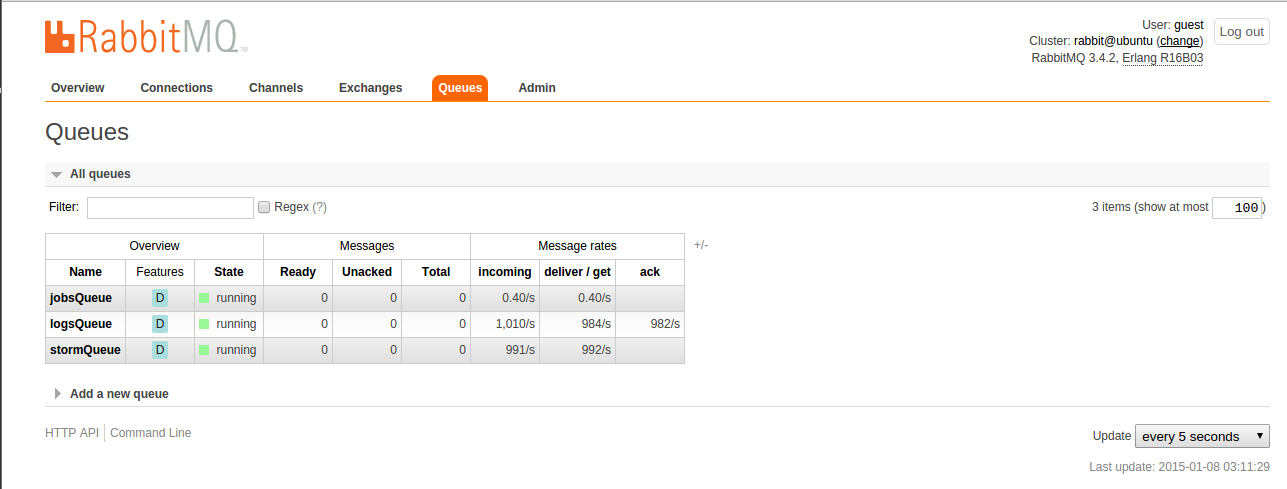 RabbitMQ™
User: guest
Cluster: rabbit@ubuntu (change)
RabbitMQ 3.4.2, Erlang R16B03
Log out
Overview Connections Channels Exchanges Queues Admin
Queues
All queues
Filter: Regex (?) 3 items (show at most 100)
Overview Messages Message rates +/-
Name Features State Ready Unacked Total incoming deliver / get ack
jobsQueue D running 0 0 0 0.40/s 0.40/s
logsQueue D running 0 0 0 1,010/s 984/s 982/s
stormQueue D running 0 0 0 991/s 992/s
Add a new queue
HTTP API Command Line
Update every 5 seconds
Last update: 2015-01-08 03:11:29